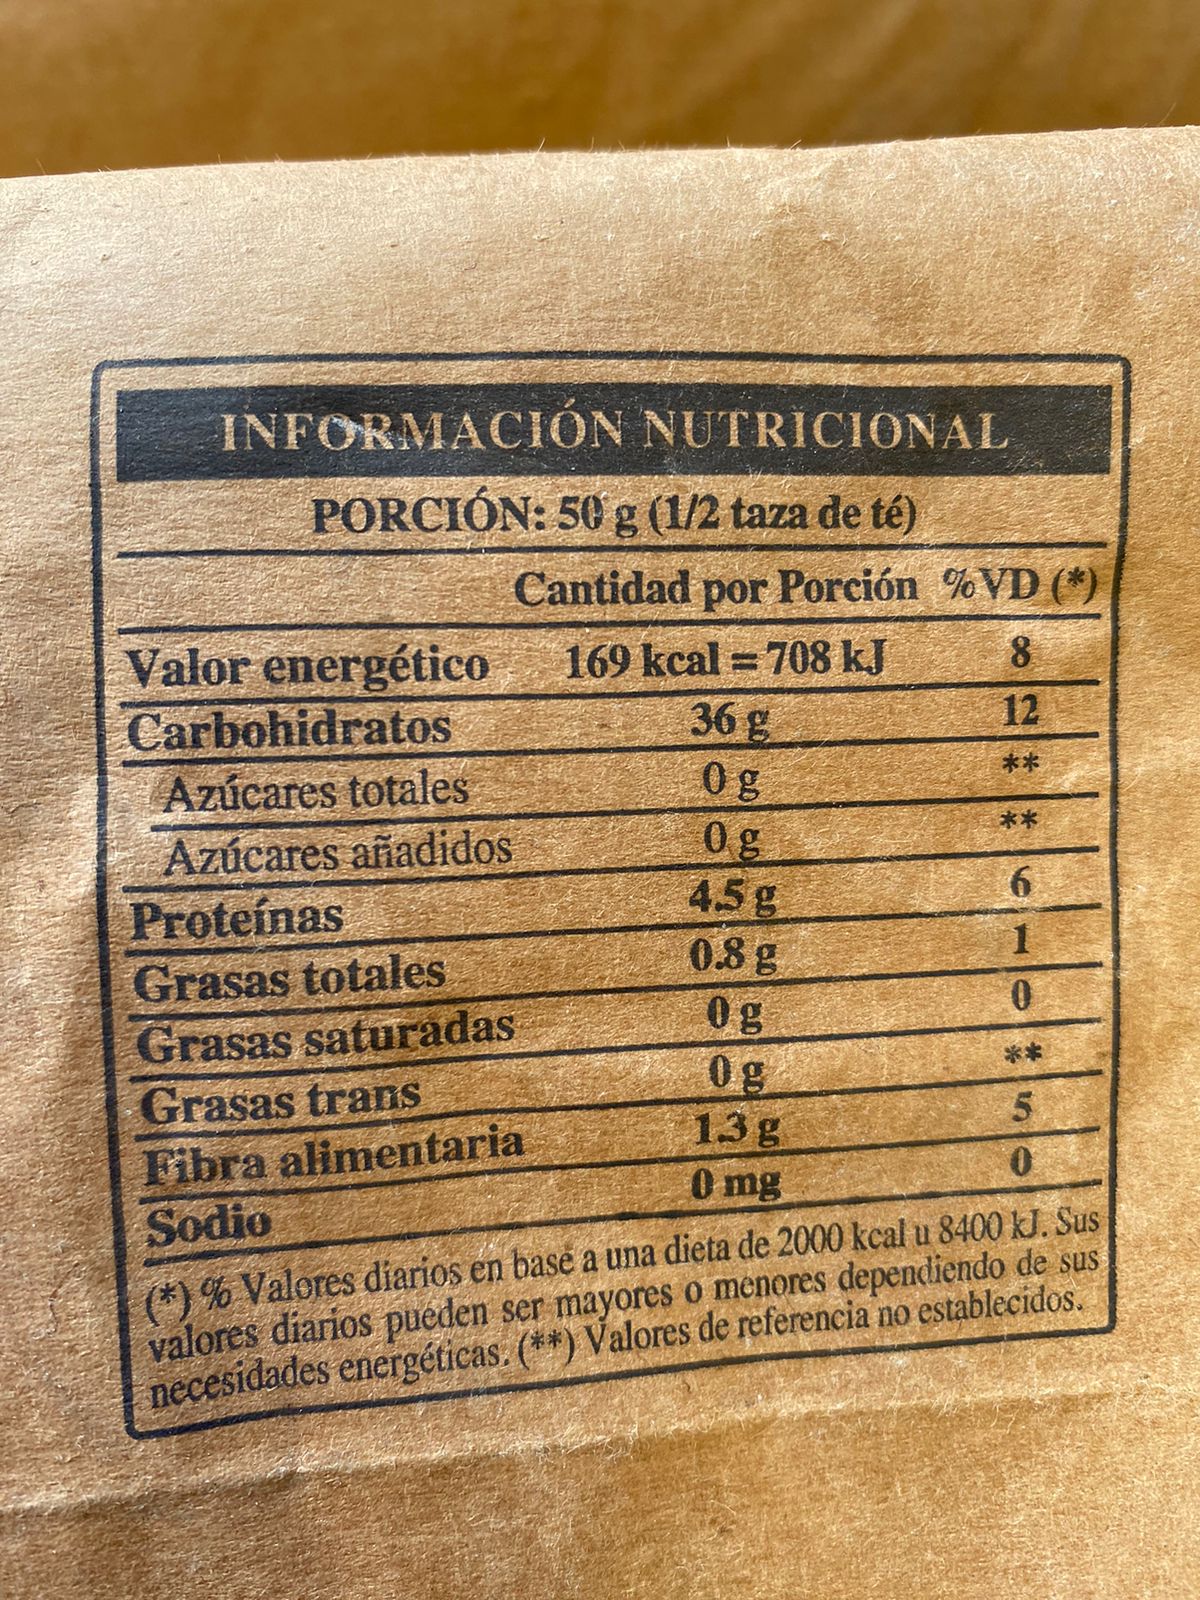 INFORMACIÓN NUTRICIONAL
PORCIÓN: 50 g (1/2 taza de té)
Cantidad por Porción %VD (*)
Valor energético 169 kcal = 708 kJ 8
Carbohidratos 36 g 12
Azúcares totales 0 g **
Azúcares añadidos 0 g **
Proteínas 4.5 g 6
Grasas totales 0.8 g 1
Grasas saturadas 0 g 0
Grasas trans 0 g **
Fibra alimentaria 1.3 g 5
Sodio 0 mg 0
(*) % Valores diarios en base a una dieta de 2000 kcal u 8400 kJ. Sus
valores diarios pueden ser mayores o menores dependiendo de sus
necesidades energéticas. (**) Valores de referencia no establecidos.